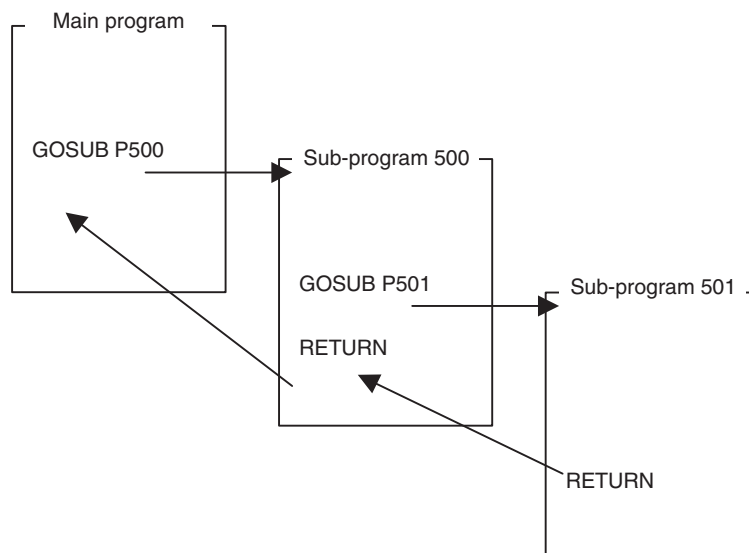 Main program
GOSUB P500
Sub-program 500
GOSUB P501
Sub-program 501
RETURN
RETURN